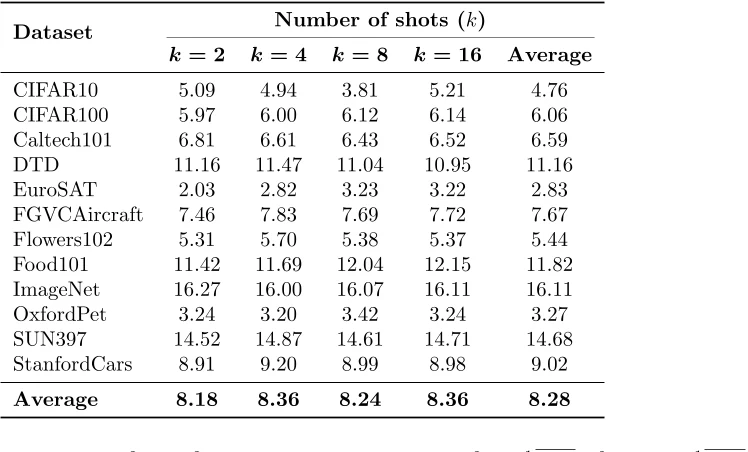 Number of shots (k)
Dataset
k = 2 k = 4 k = 8 k = 16 Average
CIFAR10 5.09 4.94 3.81 5.21 4.76
CIFAR100 5.97 6.00 6.12 6.14 6.06
Caltech101 6.81 6.61 6.43 6.52 6.59
DTD 11.16 11.47 11.04 10.95 11.16
EuroSAT 2.03 2.82 3.23 3.22 2.83
FGVCAircraft 7.46 7.83 7.69 7.72 7.67
Flowers102 5.31 5.70 5.38 5.37 5.44
Food101 11.42 11.69 12.04 12.15 11.82
ImageNet 16.27 16.00 16.07 16.11 16.11
OxfordPet 3.24 3.20 3.42 3.24 3.27
SUN397 14.52 14.87 14.61 14.71 14.68
StanfordCars 8.91 9.20 8.99 8.98 9.02
Average 8.18 8.36 8.24 8.36 8.28